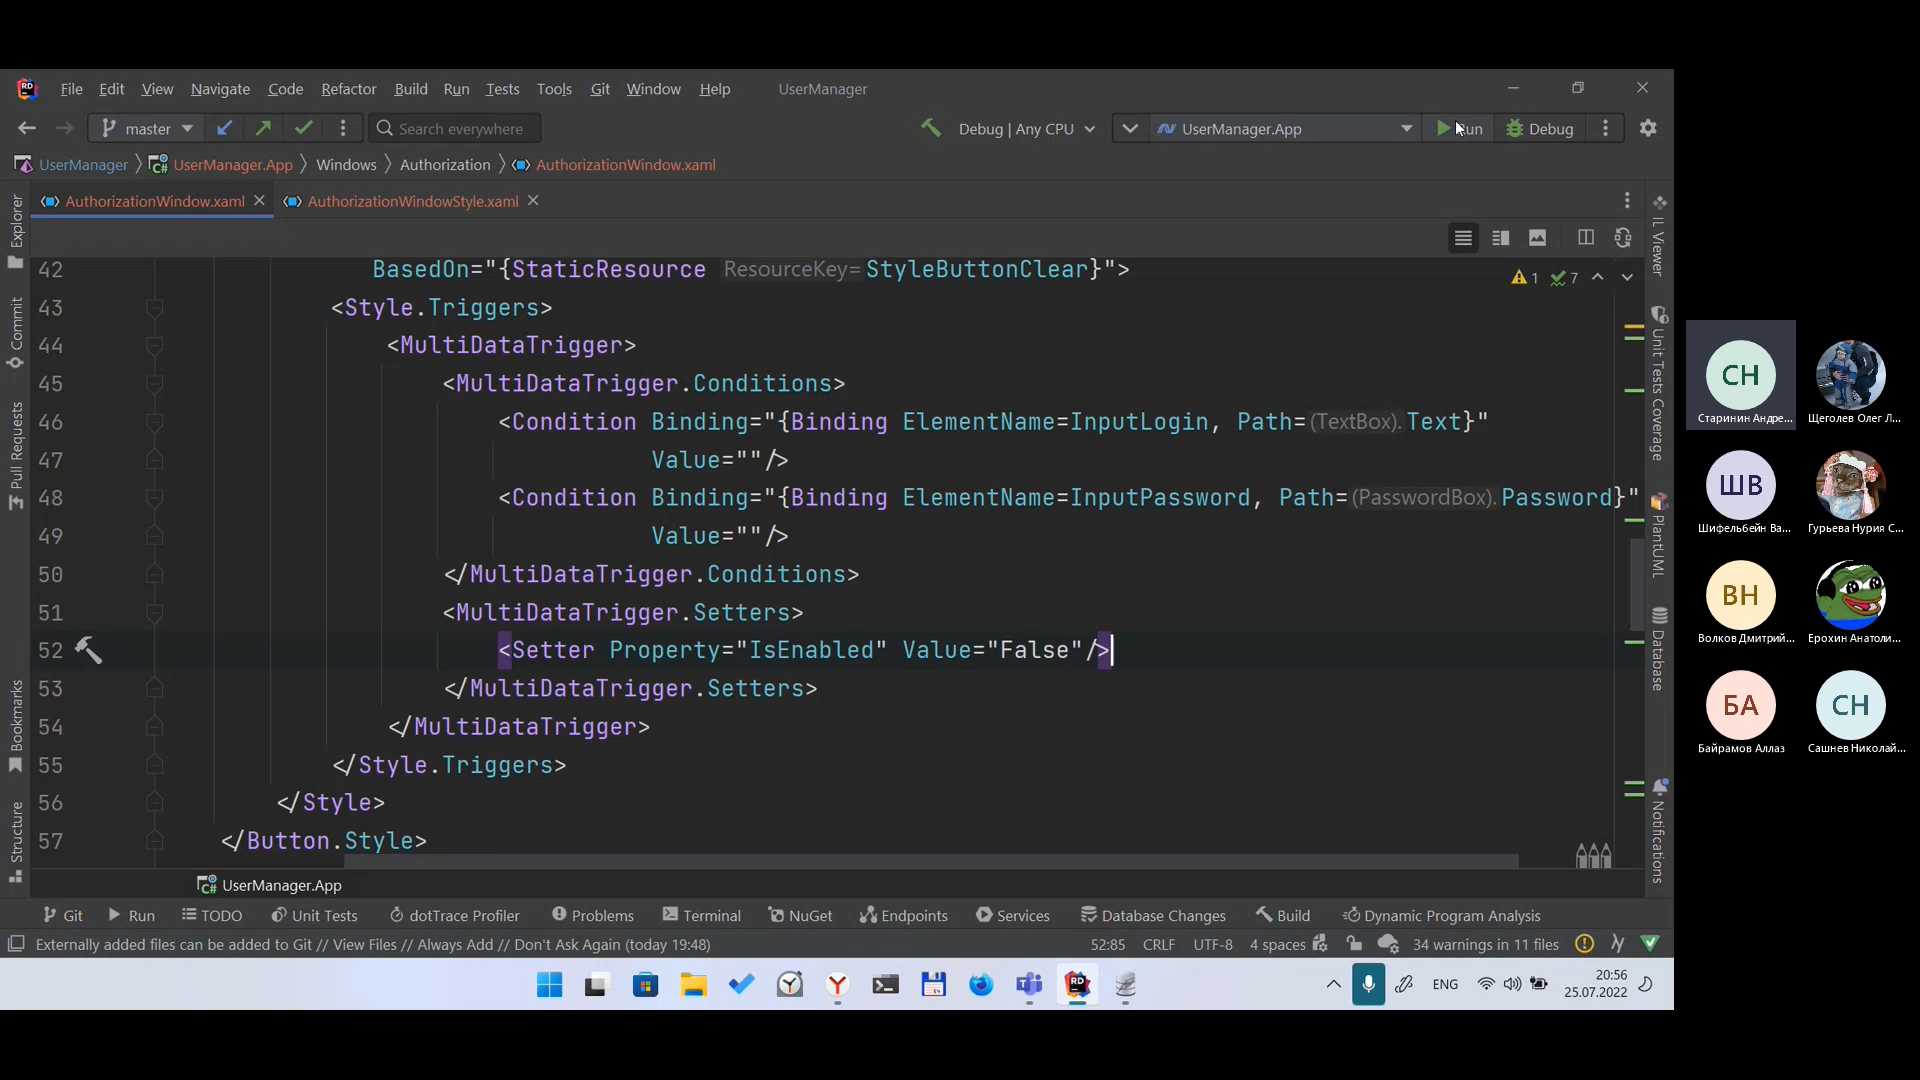 File Edit View Navigate Code Refactor Build Run Tests Tools Git Window Help UserManager
master Search everywhere Debug | Any CPU UserManager.App Run Debug
UserManager UserManager.App Windows Authorization AuthorizationWindow.xaml
AuthorizationWindow.xaml AuthorizationWindowStyle.xaml
1 7
42 BasedOn="{StaticResource ResourceKey=StyleButtonClear}">
43 <Style.Triggers>
44 <MultiDataTrigger>
45 <MultiDataTrigger.Conditions>
46 <Condition Binding="{Binding ElementName=InputLogin, Path=(TextBox).Text}"
47 Value=""/>
48 <Condition Binding="{Binding ElementName=InputPassword, Path=(PasswordBox).Password}"
49 Value=""/>
50 </MultiDataTrigger.Conditions>
51 <MultiDataTrigger.Setters>
52 <Setter Property="IsEnabled" Value="False"/>
53 </MultiDataTrigger.Setters>
54 </MultiDataTrigger>
55 </Style.Triggers>
56 </Style>
57 </Button.Style>
UserManager.App
Git Run TODO Unit Tests dotTrace Profiler Problems Terminal NuGet Endpoints Services Database Changes Build Dynamic Program Analysis
Externally added files can be added to Git // View Files // Always Add // Don't Ask Again (today 19:48) 52:85 CRLF UTF-8 4 spaces 34 warnings in 11 files
ENG 20:56
25.07.2022
Explorer
Commit
Pull Requests
Bookmarks
Structure
IL Viewer
Unit Tests Coverage
PlantUML
Database
Notifications
СН
Старинин Андре... Щеголев Олег Л...
ШВ
Шифельбейн Ва... Гурьева Нурия С...
ВН
Волков Дмитрий... Ерохин Анатоли...
БА СН
Байрамов Аллаз Сашнев Николай...